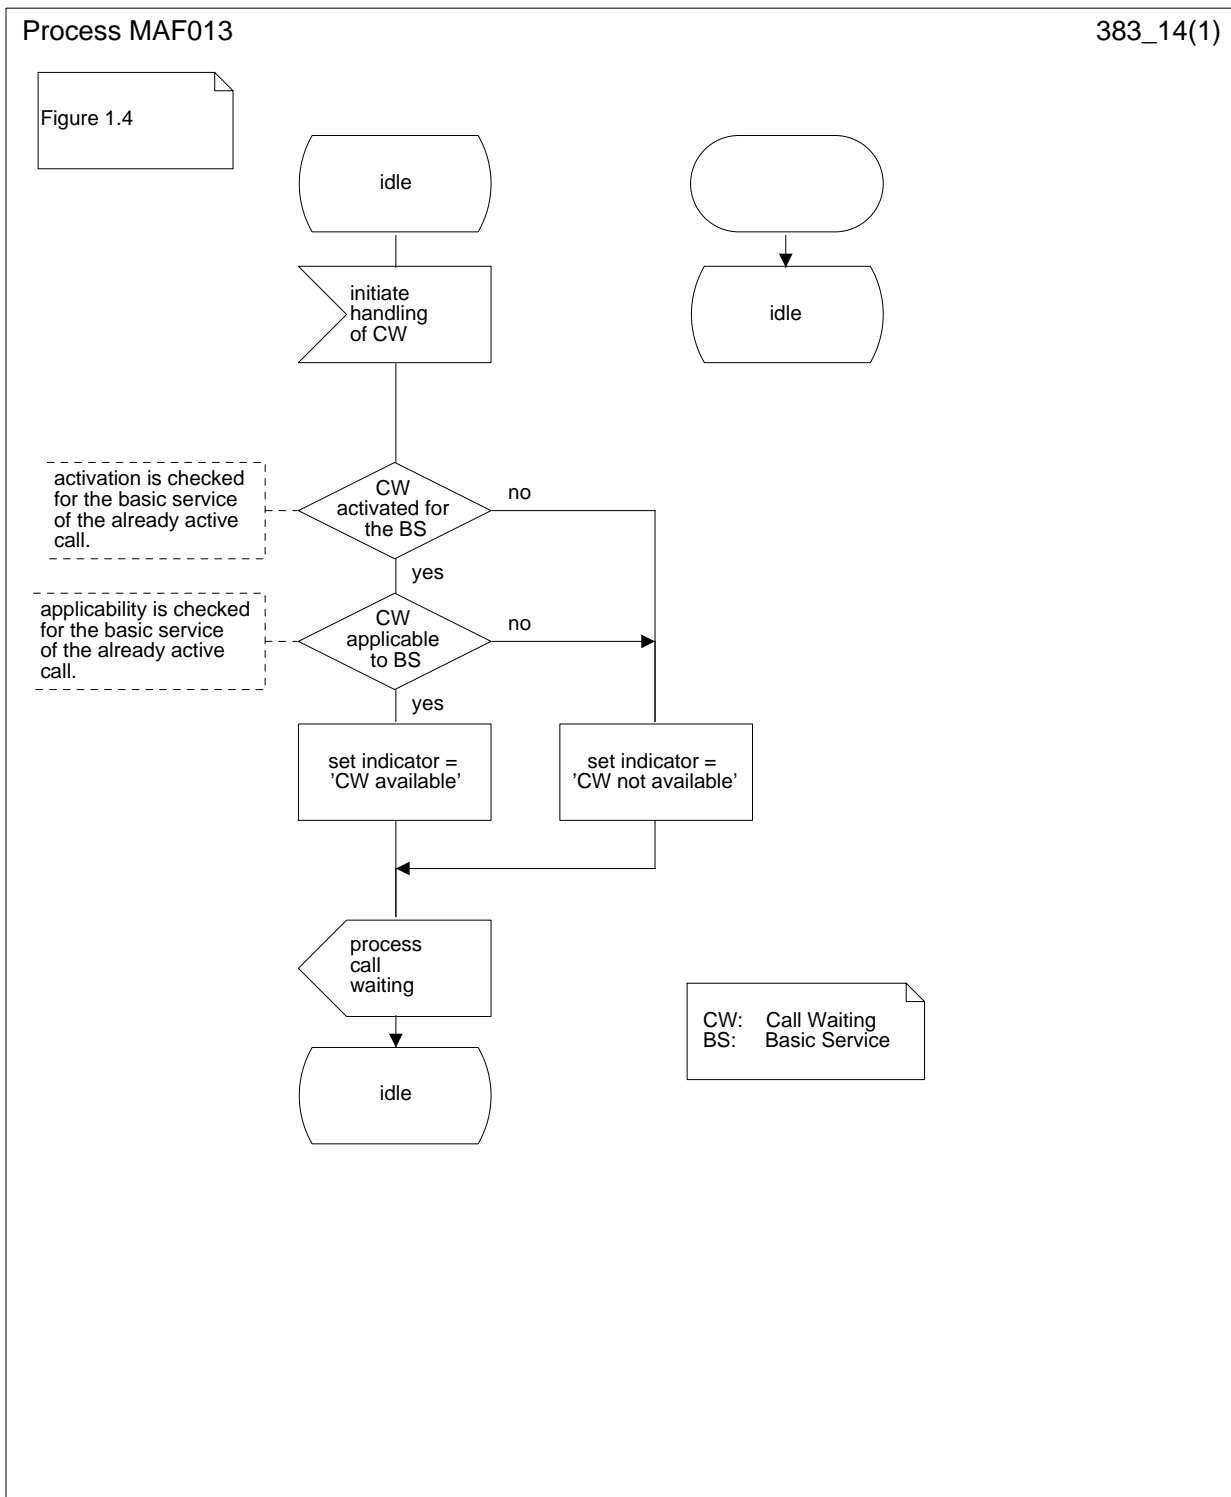 Process MAF013
383_14(1)
Figure 1.4
idle
initiate
handling
of CW
idle
activation is checked
for the basic service
of the already active
call.
CW
activated for
the BS
no
yes
applicability is checked
for the basic service
of the already active
call.
CW
applicable
to BS
no
yes
set indicator =
'CW available'
set indicator =
'CW not available'
process
call
waiting
CW: Call Waiting
BS: Basic Service
idle